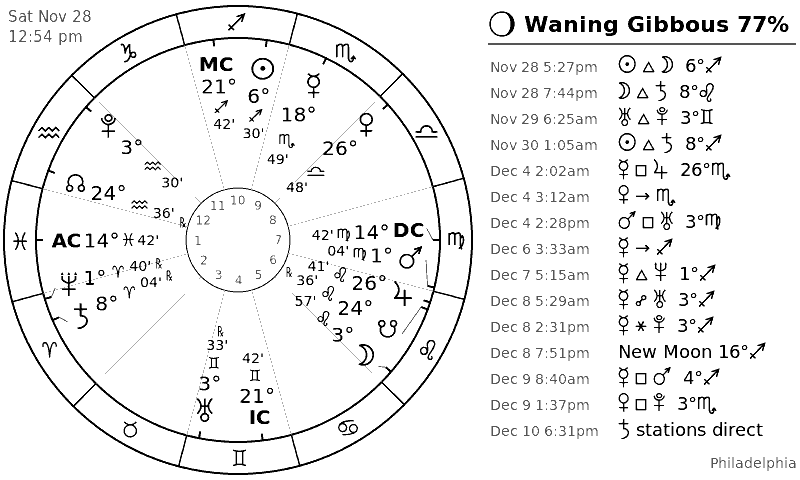 Sat Nov 28
12:54 pm
Waning Gibbous 77%
Nov 28 5:27pm ☉ △ ☽ 6°♐
Nov 28 7:44pm ☽ △ ♄ 8°♌
Nov 29 6:25am ♅ △ ♇ 3°♊
Nov 30 1:05am ☉ △ ♄ 8°♐
Dec 4 2:02am ☿ □ ♃ 26°♏
Dec 4 3:12am ♀ → ♏
Dec 4 2:28pm ♂ □ ♅ 3°♍
Dec 6 3:33am ☿ → ♐
Dec 7 5:15am ☿ △ ♆ 1°♐
Dec 8 5:29am ☿ ☍ ♅ 3°♐
Dec 8 2:31pm ☿ ⚹ ♇ 3°♐
Dec 8 7:51pm New Moon 16°♐
Dec 9 8:40am ☿ □ ♂ 4°♐
Dec 9 1:37pm ♀ □ ♇ 3°♏
Dec 10 6:31pm ♄ stations direct
Philadelphia
♐
♑
♏
♒
♎
♓
♍
♈
♌
♉
♋
♊
MC 21° ♐ 42'
☉ 6° ♐ 30'
☿ 18° ♏ 49'
♀ 26° ♎ 48'
♇ 3° ♒ 30'
☊ 24° ♒ 36' ℞
AC 14° ♓ 42'
♆ 1° ♈ 40' ℞
♄ 8° ♈ 04' ℞
42' ♍ 14° DC
04' ♍ 1° ♂
41' ♌ 26° ♃
℞ 36' ♌ 24° ☋
57' ♌ 3° ☽
℞ 33' ♊ 3° ♅
42' ♊ 21° IC
10
11
9
12
8
1
7
2
6
3
5
4